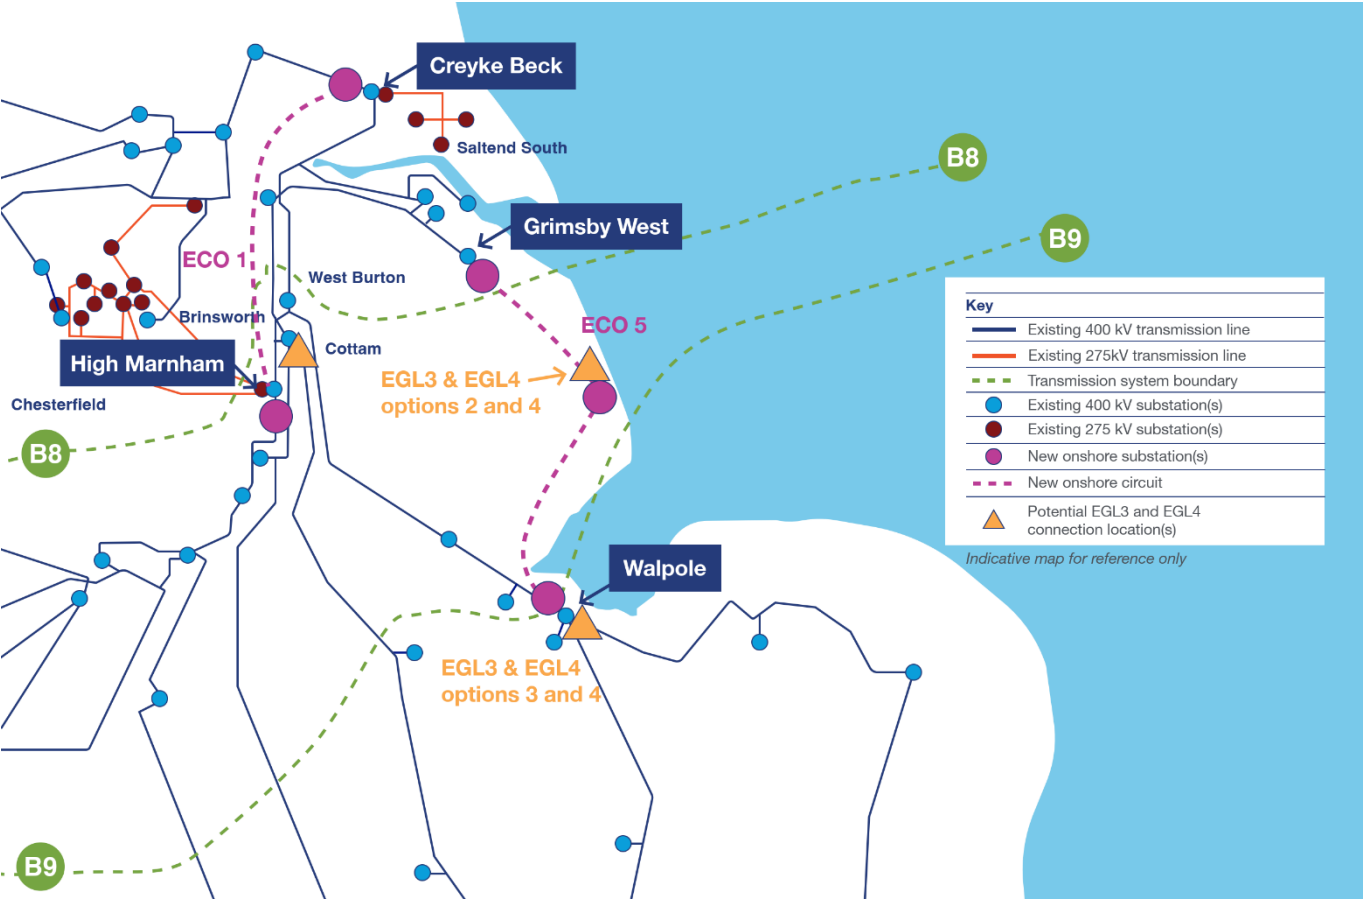 Creyke Beck
Saltend South
B8
Grimsby West
B9
ECO 1
West Burton
Brinsworth
ECO 5
Cottam
High Marnham
EGL3 & EGL4
options 2 and 4
Chesterfield
B8
Key
Existing 400 kV transmission line
Existing 275kV transmission line
Transmission system boundary
Existing 400 kV substation(s)
Existing 275 kV substation(s)
New onshore substation(s)
New onshore circuit
Potential EGL3 and EGL4
connection location(s)
Indicative map for reference only
Walpole
EGL3 & EGL4
options 3 and 4
B9